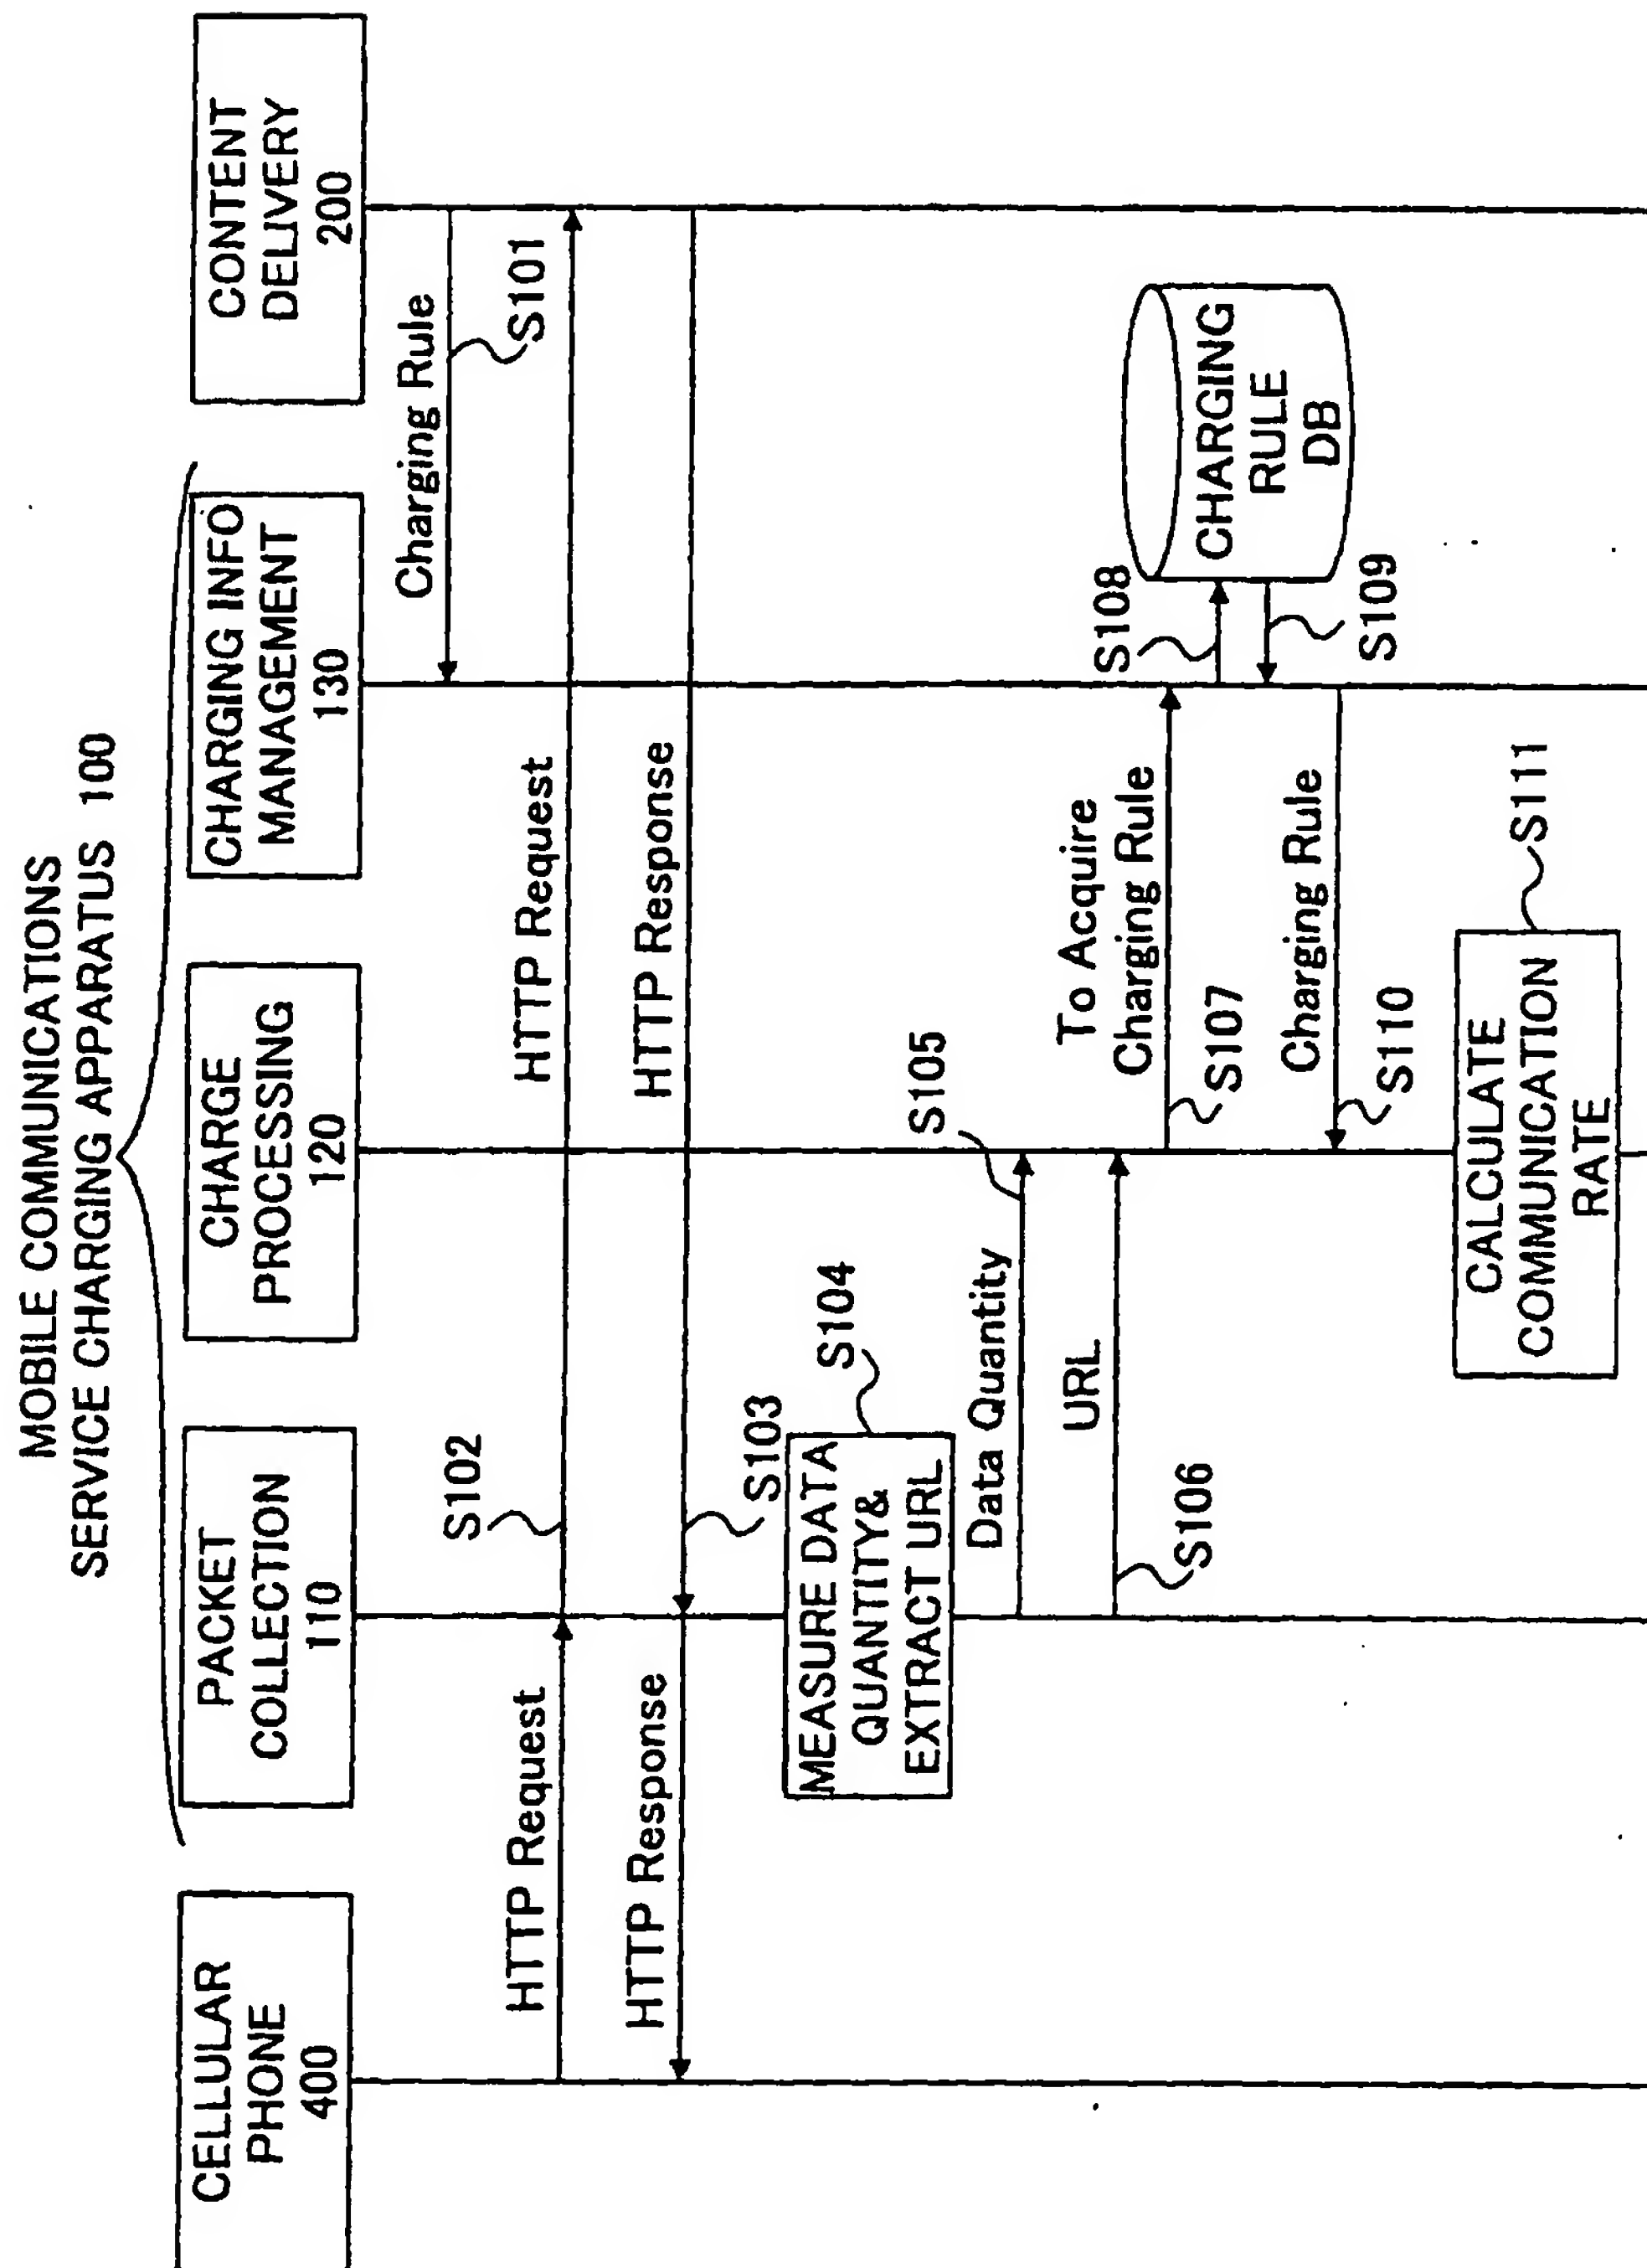 MOBILE COMMUNICATIONS
SERVICE CHARGING APPARATUS 100
CELLULAR
PHONE
400
PACKET
COLLECTION
110
CHARGE
PROCESSING
120
CHARGING INFO
MANAGEMENT
130
CONTENT
DELIVERY
200
Charging Rule
S101
HTTP Request
S102
HTTP Request
HTTP Response
HTTP Response
S103
MEASURE DATA
QUANTITY&
EXTRACT URL
S104
Data Quantity
S105
URL
S106
To Acquire
Charging Rule
S107
S108
CHARGING
RULE
DB
S109
Charging Rule
S110
CALCULATE
COMMUNICATION
RATE
S111